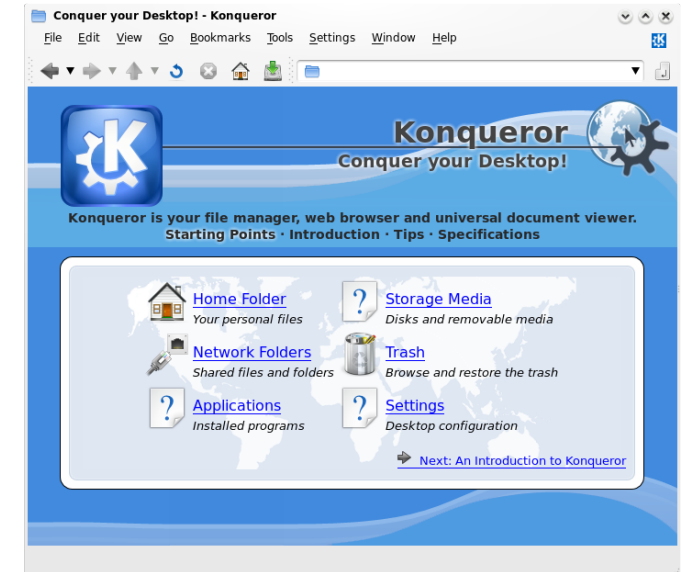 Conquer your Desktop! - Konqueror
File Edit View Go Bookmarks Tools Settings Window Help
Konqueror
Conquer your Desktop!
Konqueror is your file manager, web browser and universal document viewer.
Starting Points · Introduction · Tips · Specifications
Home Folder
Your personal files
Storage Media
Disks and removable media
Network Folders
Shared files and folders
Trash
Browse and restore the trash
Applications
Installed programs
Settings
Desktop configuration
Next: An Introduction to Konqueror